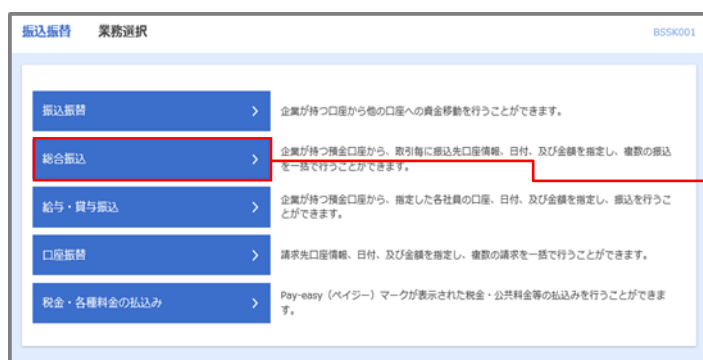 振込振替 業務選択 BSSK001
振込振替 企業が持つ口座から他の口座への資金移動を行うことができます。
総合振込 企業が持つ預金口座から、取引毎に振込先口座情報、日付、及び金額を指定し、複数の振込
を一括で行うことができます。
給与・賞与振込 企業が持つ預金口座から、指定した各社員の口座、日付、及び金額を指定し、振込を行うこ
とができます。
口座振替 請求先口座情報、日付、及び金額を指定し、複数の請求を一括で行うことができます。
税金・各種料金の払込み Pay-easy（ペイジー）マークが表示された税金・公共料金等の払込みを行うことができま
す。